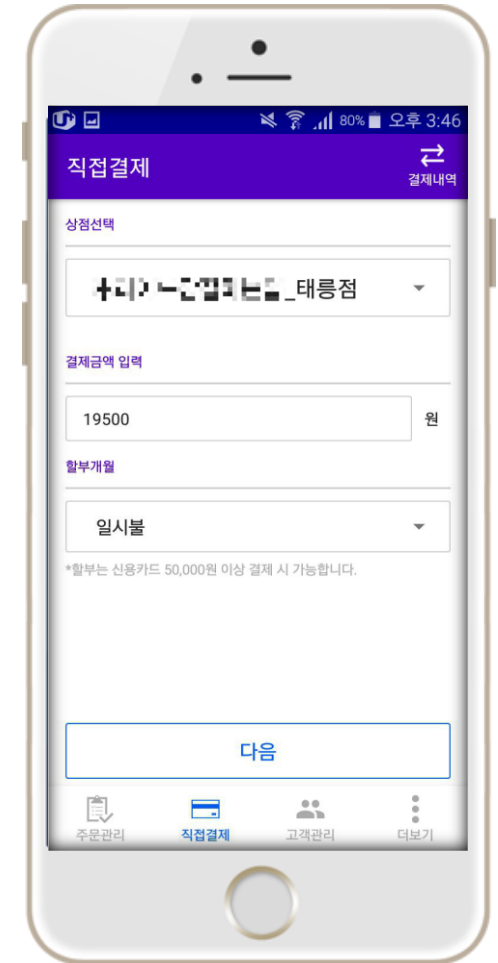 80% 오후 3:46
직접결제
결제내역
상점선택
_태릉점
결제금액 입력
19500 원
할부개월
일시불
*할부는 신용카드 50,000원 이상 결제 시 가능합니다.
다음
주문관리 직접결제 고객관리 더보기